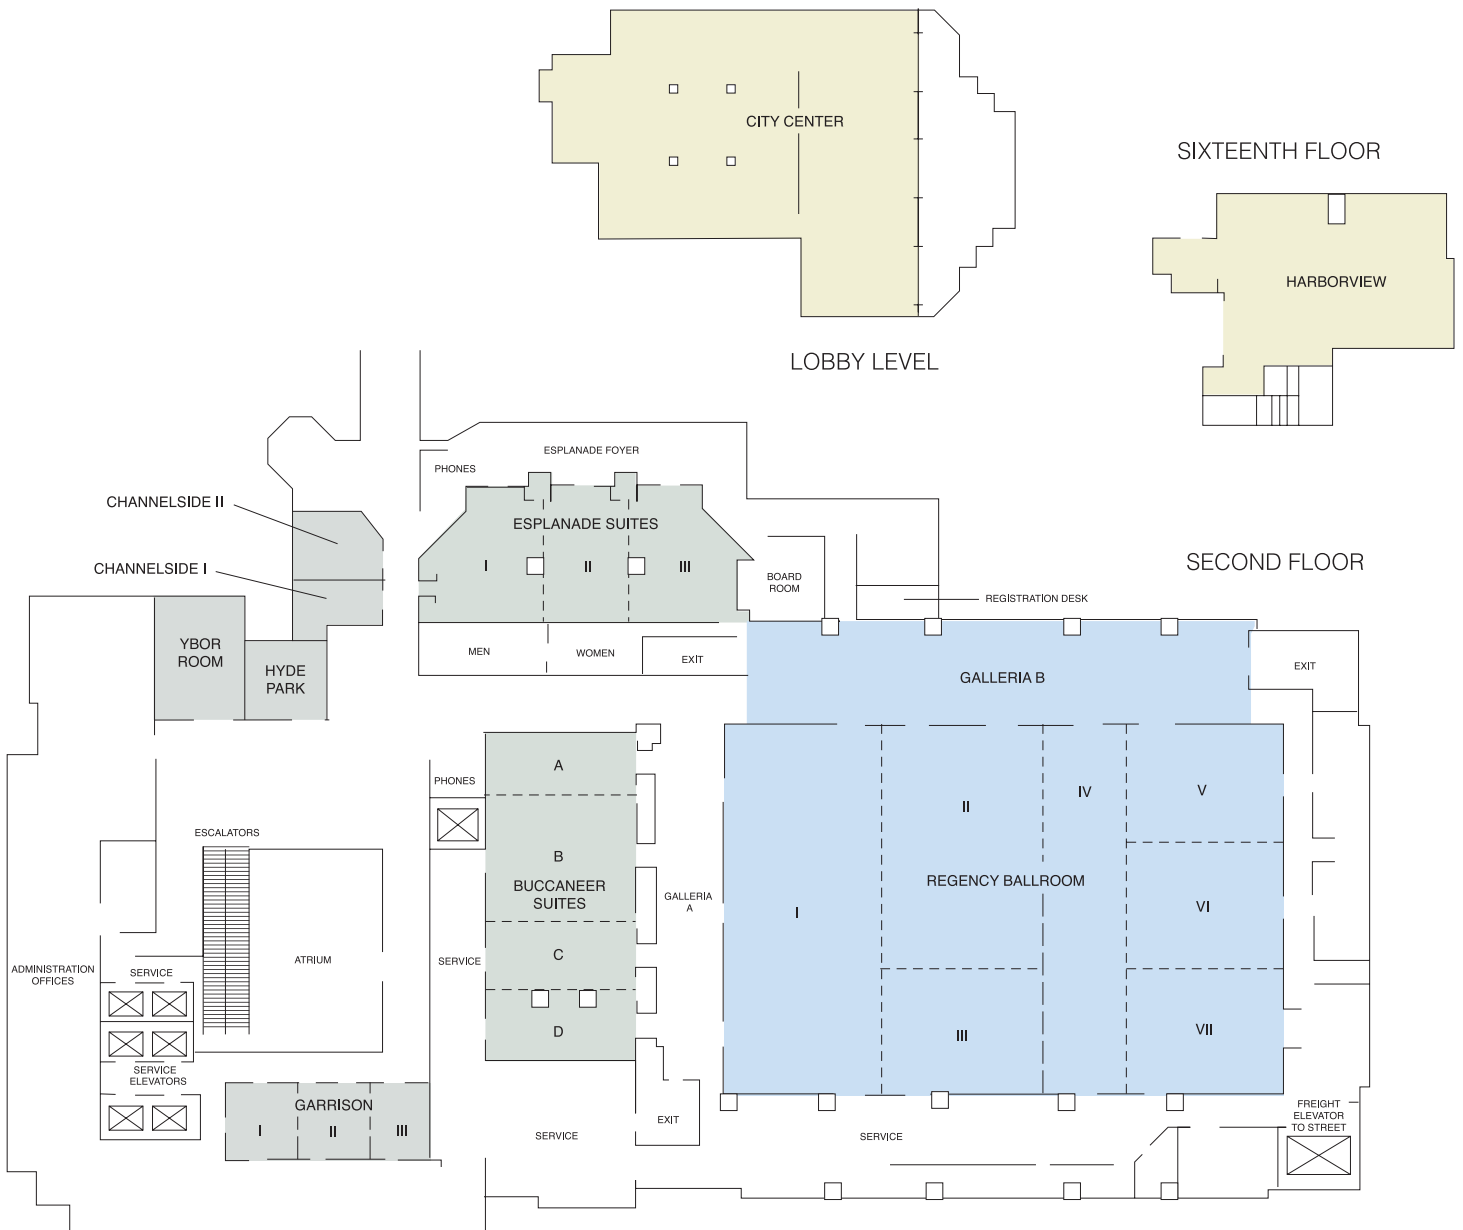 CITY CENTER
SIXTEENTH FLOOR
HARBORVIEW
LOBBY LEVEL
ESPLANADE FOYER
PHONES
CHANNELSIDE II
ESPLANADE SUITES
I
II
III
CHANNELSIDE I
SECOND FLOOR
BOARD
ROOM
REGISTRATION DESK
YBOR
ROOM
HYDE
PARK
MEN
WOMEN
EXIT
EXIT
GALLERIA B
A
PHONES
B
BUCCANEER
SUITES
C
D
GALLERIA
A
I
II
III
IV
V
VI
VII
REGENCY BALLROOM
ESCALATORS
ATRIUM
SERVICE
ADMINISTRATION
OFFICES
SERVICE
SERVICE
ELEVATORS
GARRISON
I
II
III
SERVICE
EXIT
SERVICE
FREIGHT
ELEVATOR
TO STREET